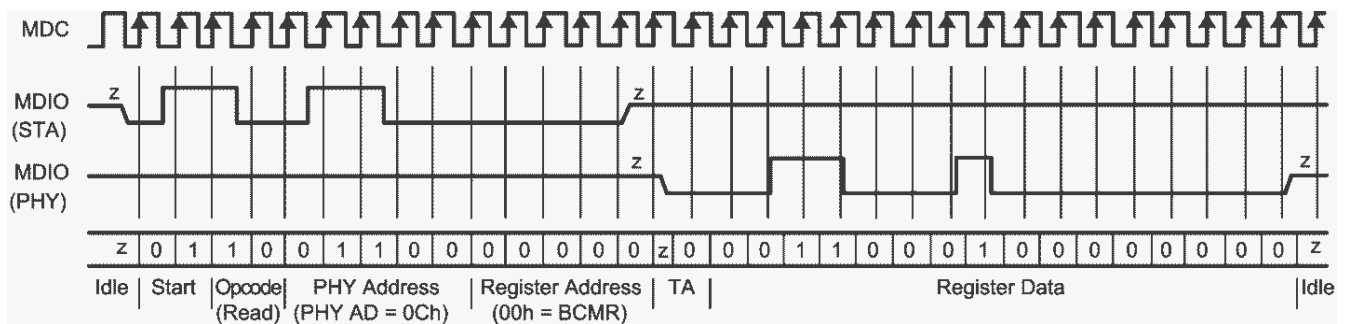 MDC
z
MDIO
(STA)
z
z
MDIO
(PHY)
z
z 0 1 1 0 0 1 1 0 0 0 0 0 0 0 z 0 0 0 1 1 0 0 0 1 0 0 0 0 0 0 0 0 z
Idle Start Opcode PHY Address Register Address TA Register Data Idle
(Read) (PHY AD = 0Ch) (00h = BCMR)